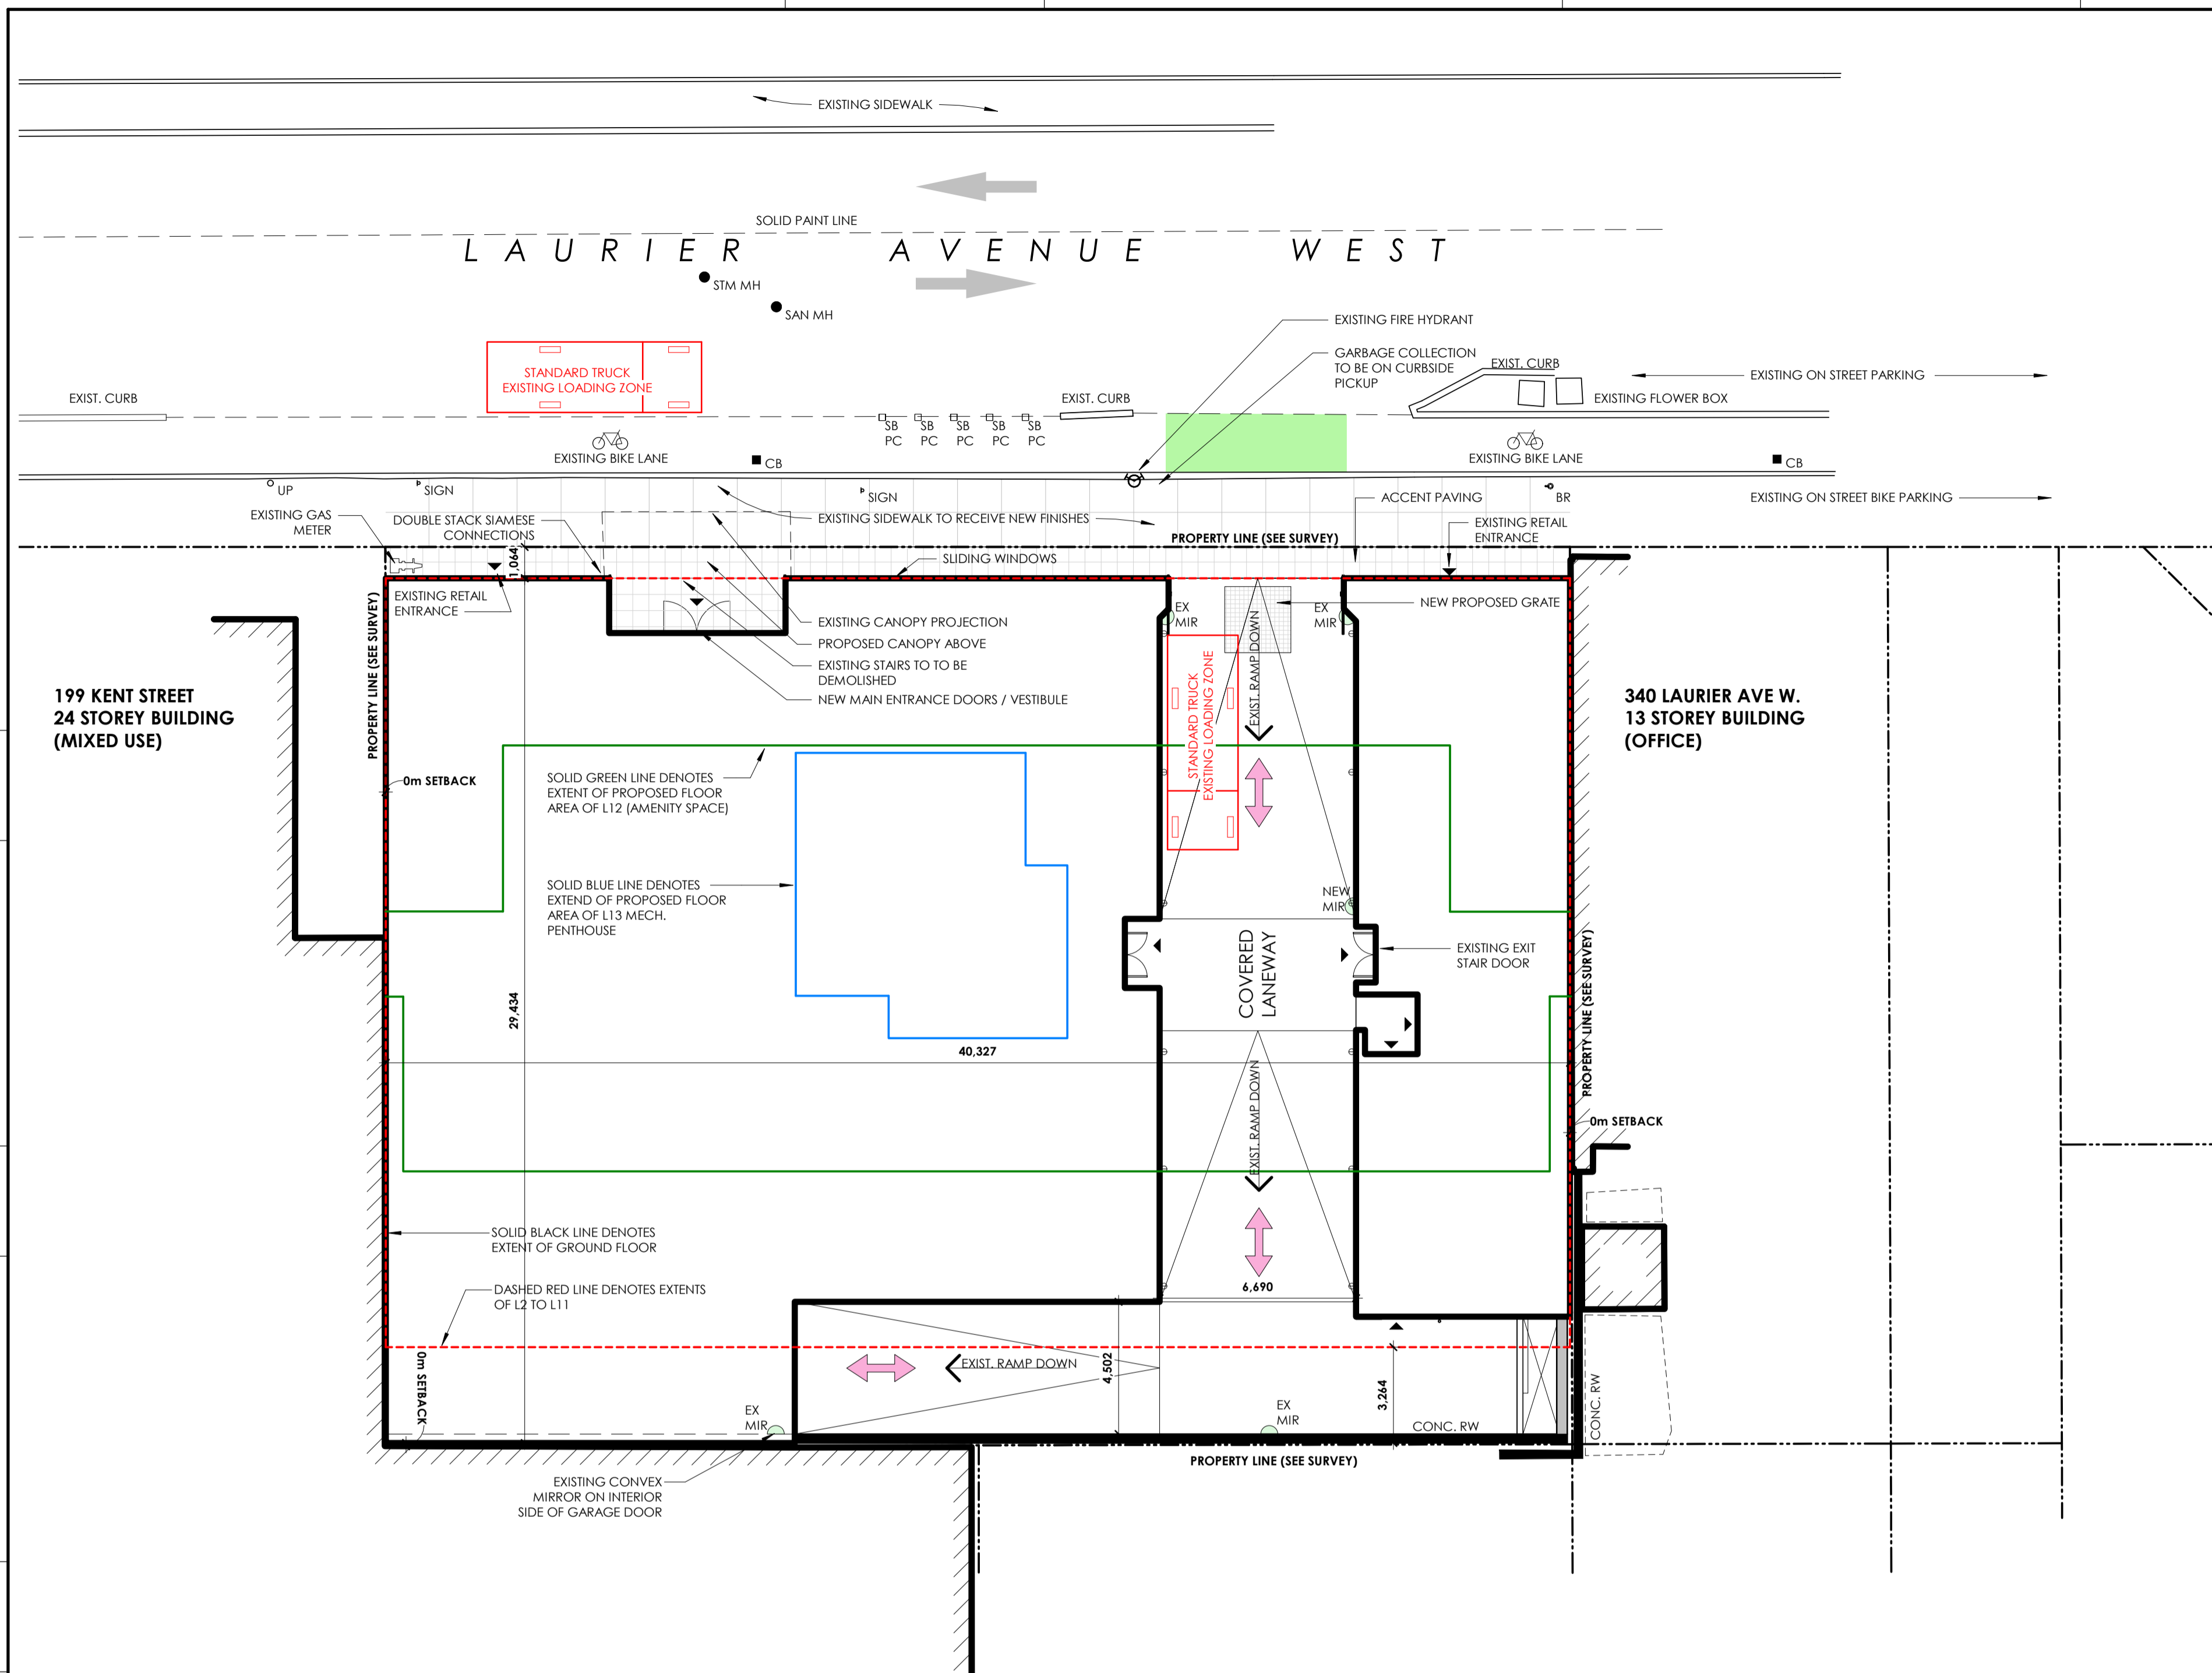 EXISTING SIDEWALK
SOLID PAINT LINE
LAURIER AVENUE WEST
STM MH
SAN MH
EXISTING FIRE HYDRANT
GARBAGE COLLECTION
TO BE ON CURBSIDE
PICKUP
STANDARD TRUCK
EXISTING LOADING ZONE
EXIST. CURB
EXISTING ON STREET PARKING
EXISTING FLOWER BOX
EXIST. CURB
EXIST. CURB
SB
PC
SB
PC
SB
PC
SB
PC
SB
PC
EXISTING BIKE LANE
CB
EXISTING BIKE LANE
CB
UP
SIGN
SIGN
ACCENT PAVING
BR
EXISTING ON STREET BIKE PARKING
EXISTING GAS
METER
DOUBLE STACK SIAMESE
CONNECTIONS
EXISTING SIDEWALK TO RECEIVE NEW FINISHES
EXISTING RETAIL
ENTRANCE
PROPERTY LINE (SEE SURVEY)
1,064
SLIDING WINDOWS
EXISTING RETAIL
ENTRANCE
EX
MIR
EX
MIR
NEW PROPOSED GRATE
EXISTING CANOPY PROJECTION
PROPOSED CANOPY ABOVE
EXISTING STAIRS TO TO BE
DEMOLISHED
NEW MAIN ENTRANCE DOORS / VESTIBULE
PROPERTY LINE (SEE SURVEY)
199 KENT STREET
24 STOREY BUILDING
(MIXED USE)
340 LAURIER AVE W.
13 STOREY BUILDING
(OFFICE)
STANDARD TRUCK
EXISTING LOADING ZONE
EXIST. RAMP DOWN
0m SETBACK
SOLID GREEN LINE DENOTES
EXTENT OF PROPOSED FLOOR
AREA OF L12 (AMENITY SPACE)
SOLID BLUE LINE DENOTES
EXTEND OF PROPOSED FLOOR
AREA OF L13 MECH.
PENTHOUSE
NEW
MIR
COVERED
LANEWAY
EXISTING EXIT
STAIR DOOR
29,434
40,327
PROPERTY LINE (SEE SURVEY)
EXIST. RAMP DOWN
0m SETBACK
SOLID BLACK LINE DENOTES
EXTENT OF GROUND FLOOR
DASHED RED LINE DENOTES EXTENTS
OF L2 TO L11
6,690
0m SETBACK
EXIST. RAMP DOWN
4,502
3,264
EX
MIR
EX
MIR
CONC. RW
CONC. RW
PROPERTY LINE (SEE SURVEY)
EXISTING CONVEX
MIRROR ON INTERIOR
SIDE OF GARAGE DOOR